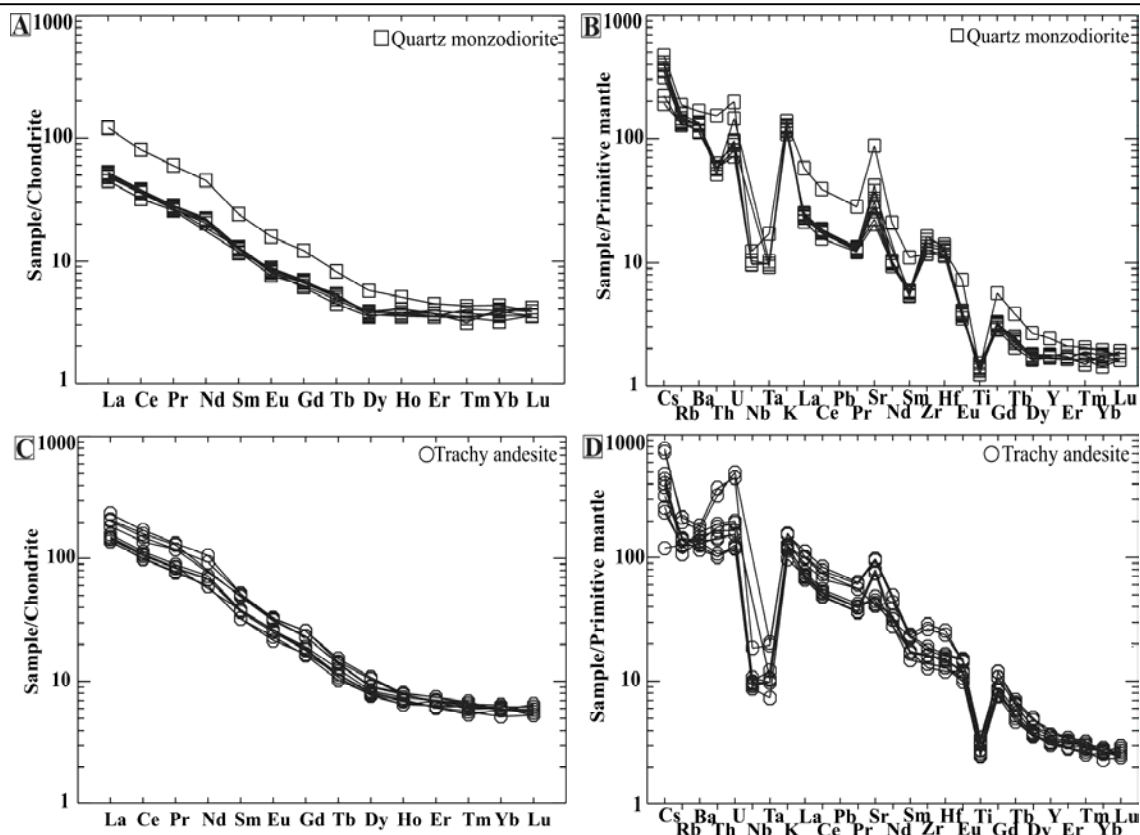 A
Quartz monzodiorite
Sample/Chondrite
1000
100
10
1
La Ce Pr Nd Sm Eu Gd Tb Dy Ho Er Tm Yb Lu
B
Quartz monzodiorite
Sample/Primitive mantle
1000
100
10
1
Cs Ba U Ta La Pb Sr Sm Hf Ti Tb Y Tm Lu
Rb Th Nb K Ce Pr Nd Zr Eu Gd Dy Er Yb
C
Trachy andesite
Sample/Chondrite
1000
100
10
1
La Ce Pr Nd Sm Eu Gd Tb Dy Ho Er Tm Yb Lu
D
Trachy andesite
Sample/Primitive mantle
1000
100
10
1
Cs Ba U Ta La Pb Sr Sm Hf Ti Tb Y Tm Lu
Rb Th Nb K Ce Pr Nd Zr Eu Gd Dy Er Yb